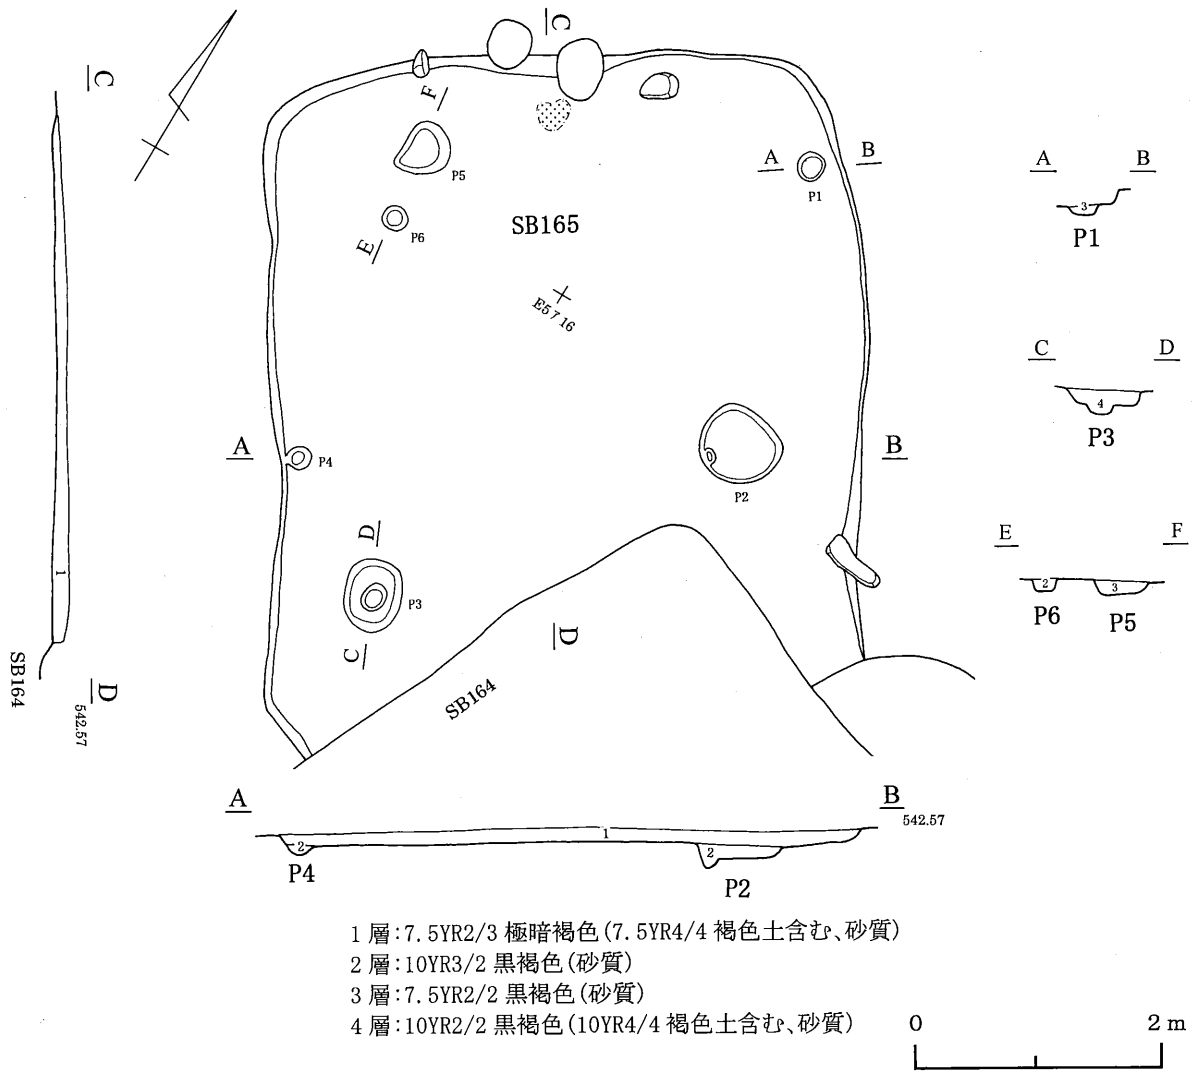 C
C
F
P5
A
B
P1
A
B
3
P1
P6
E
SB165
E5 7 16
C
D
4
P3
A
P4
B
P2
D
P3
C
D
SB164
E
F
2
3
P6
P5
1
SB164
D
542.57
A
B
542.57
1
2
P4
2
P2
1層:7.5YR2/3 極暗褐色(7.5YR4/4 褐色土含む、砂質)
2層:10YR3/2 黒褐色(砂質)
3層:7.5YR2/2 黒褐色(砂質)
4層:10YR2/2 黒褐色(10YR4/4 褐色土含む、砂質)
0 2m